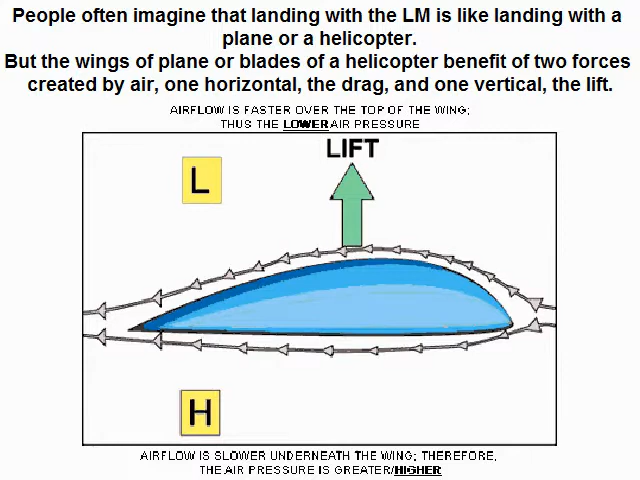 People often imagine that landing with the LM is like landing with a
plane or a helicopter.
But the wings of plane or blades of a helicopter benefit of two forces
created by air, one horizontal, the drag, and one vertical, the lift.
AIRFLOW IS FASTER OVER THE TOP OF THE WING;
THUS THE LOWER AIR PRESSURE
LIFT
L
H
AIRFLOW IS SLOWER UNDERNEATH THE WING; THEREFORE,
THE AIR PRESSURE IS GREATER/HIGHER